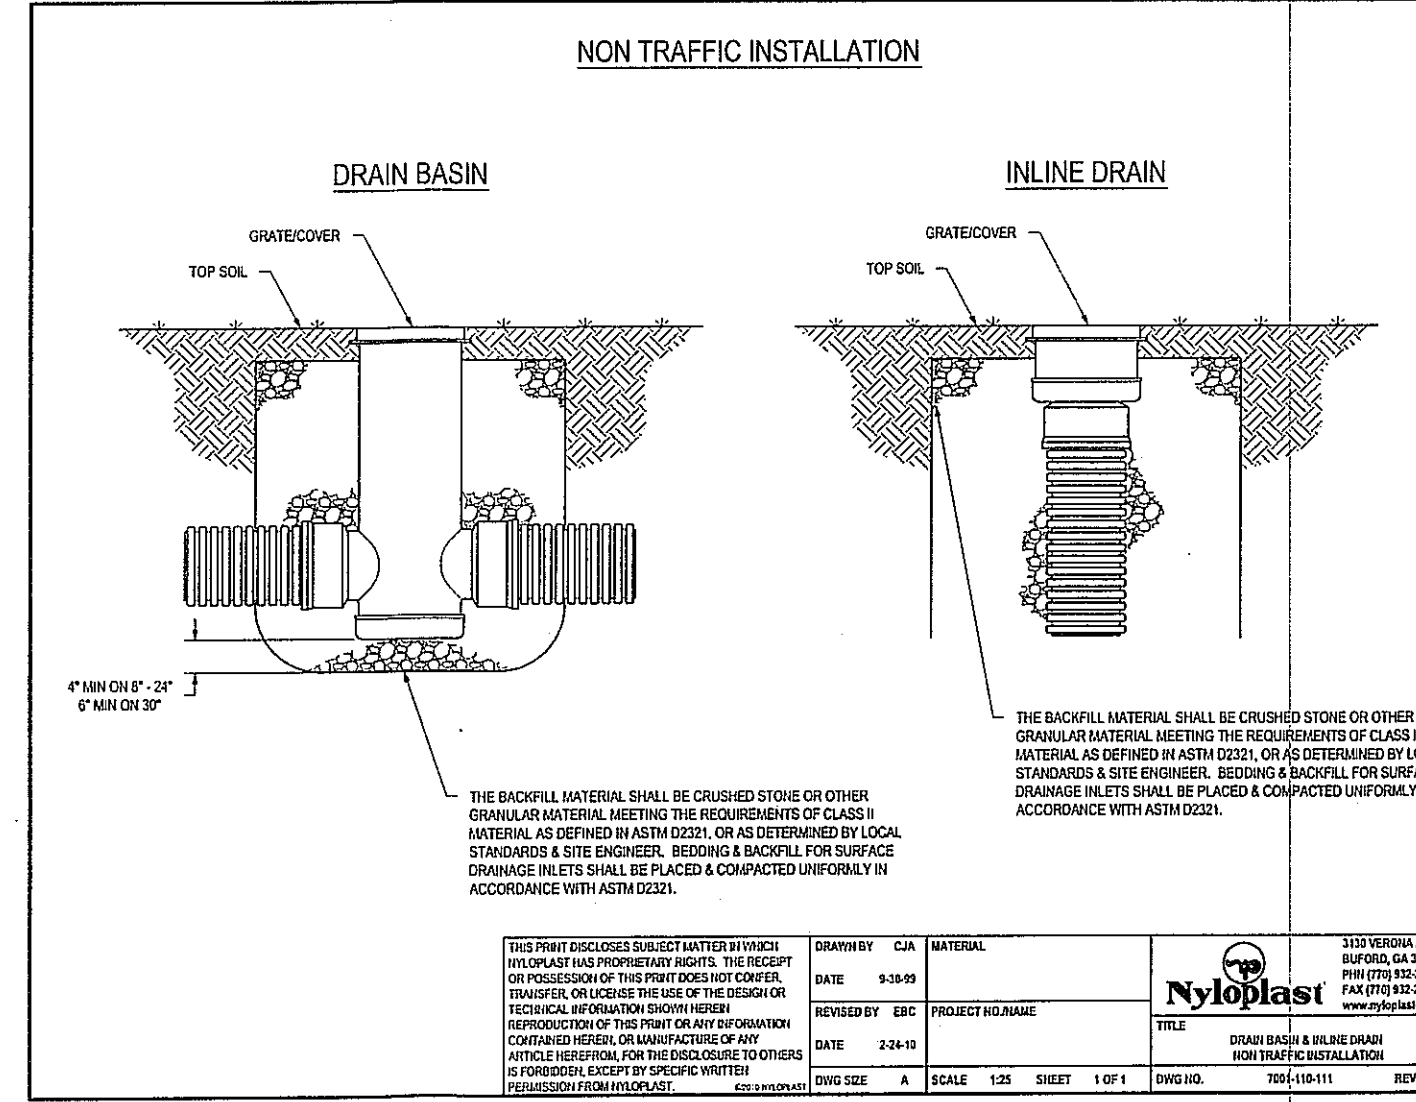 NON TRAFFIC INSTALLATION
DRAIN BASIN
GRATE/COVER
TOP SOIL
4" MIN ON 8" - 24"
6" MIN ON 30"
THE BACKFILL MATERIAL SHALL BE CRUSHED STONE OR OTHER
GRANULAR MATERIAL MEETING THE REQUIREMENTS OF CLASS II
MATERIAL AS DEFINED IN ASTM D2321, OR AS DETERMINED BY LOCAL
STANDARDS & SITE ENGINEER. BEDDING & BACKFILL FOR SURFACE
DRAINAGE INLETS SHALL BE PLACED & COMPACTED UNIFORMLY IN
ACCORDANCE WITH ASTM D2321.
INLINE DRAIN
GRATE/COVER
TOP SOIL
THE BACKFILL MATERIAL SHALL BE CRUSHED STONE OR OTHER
GRANULAR MATERIAL MEETING THE REQUIREMENTS OF CLASS
MATERIAL AS DEFINED IN ASTM D2321, OR AS DETERMINED BY
STANDARDS & SITE ENGINEER. BEDDING & BACKFILL FOR
DRAINAGE INLETS SHALL BE PLACED & COMPACTED UNIFORMLY
ACCORDANCE WITH ASTM D2321.
THIS PRINT DISCLOSES SUBJECT MATTER IN WHICH
NYLOPLAST HAS PROPRIETARY RIGHTS. THE RECEIPT
OR POSSESSION OF THIS PRINT DOES NOT CONFER,
TRANSFER, OR LICENSE THE USE OF THE DESIGN OR
TECHNICAL INFORMATION SHOWN HEREIN
REPRODUCTION OF THIS PRINT OR ANY INFORMATION
CONTAINED HEREIN, OR MANUFACTURE OF ANY
ARTICLE HEREFROM, FOR THE DISCLOSURE TO OTHERS
IS FORBIDDEN, EXCEPT BY SPECIFIC WRITTEN
PERMISSION FROM NYLOPLAST. ©2010 NYLOPLAST
DRAWN BY CJA
DATE 9-30-99
REVISED BY EBC
DATE 2-24-10
DWG SIZE A
MATERIAL
PROJECT NO./NAME
SCALE 1:25 SHEET 1 OF 1
Nyloplast
3130 VERONA
BUFORD, GA
PHN (770) 932-
FAX (770) 932-
www.nyloplast
TITLE
DRAIN BASIN & INLINE DRAIN
NON TRAFFIC INSTALLATION
DWG NO. 7001-110-111 REV